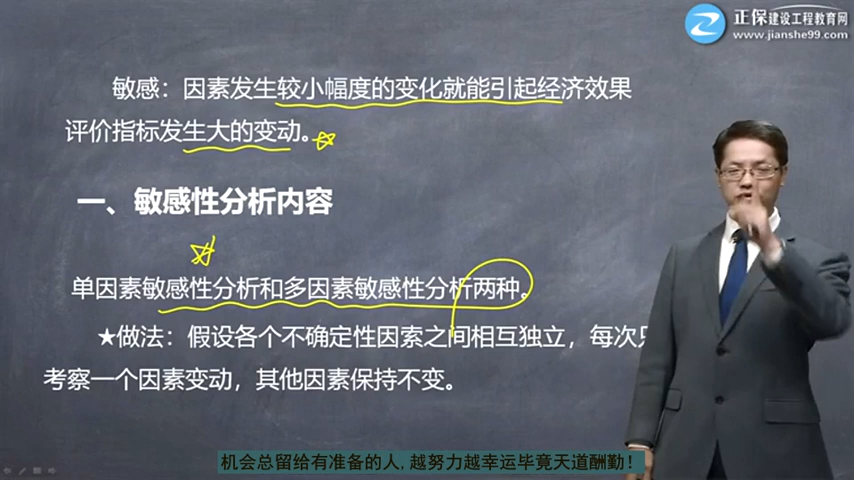 正保建设工程教育网
www.jianshe99.com
敏感：因素发生较小幅度的变化就能引起经济效果
评价指标发生大的变动。
一、敏感性分析内容
单因素敏感性分析和多因素敏感性分析两种。
★做法：假设各个不确定性因素之间相互独立，每次只
考察一个因素变动，其他因素保持不变。
机会总留给有准备的人,越努力越幸运毕竟天道酬勤!